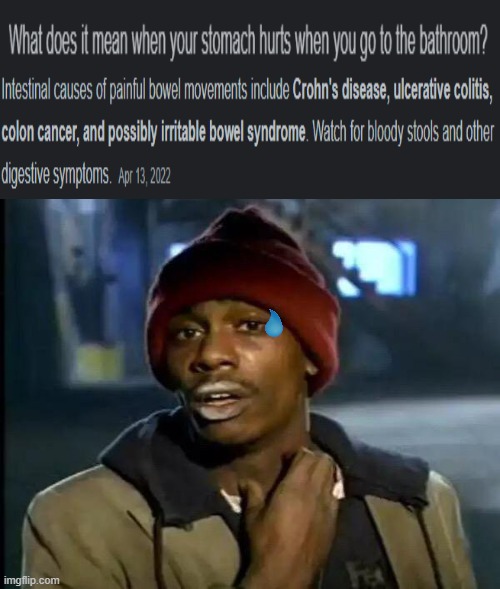 What does it mean when your stomach hurts when you go to the bathroom?
Intestinal causes of painful bowel movements include Crohn's disease, ulcerative colitis,
colon cancer, and possibly irritable bowel syndrome. Watch for bloody stools and other
digestive symptoms. Apr 13, 2022
imgflip.com